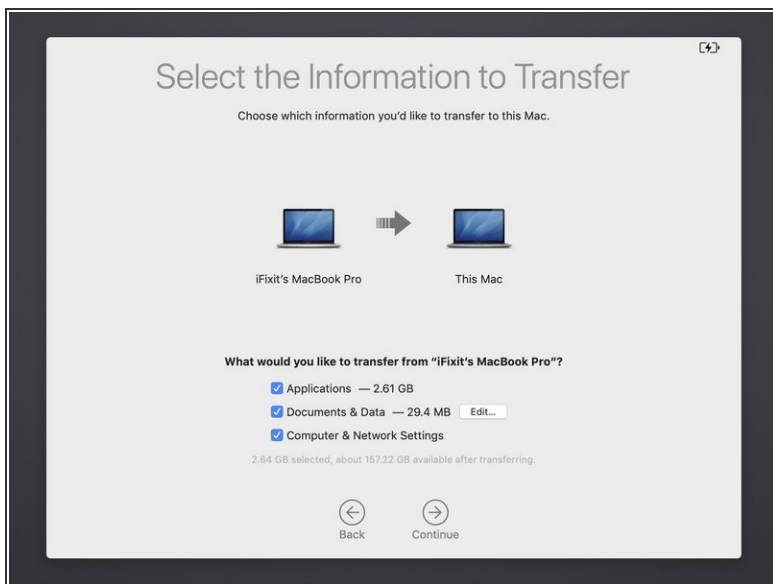 Select the Information to Transfer
Choose which information you'd like to transfer to this Mac.
iFixit's MacBook Pro
This Mac
What would you like to transfer from "iFixit's MacBook Pro"?
Applications — 2.61 GB
Documents & Data — 29.4 MB Edit...
Computer & Network Settings
2.64 GB selected, about 157.22 GB available after transferring.
Back
Continue